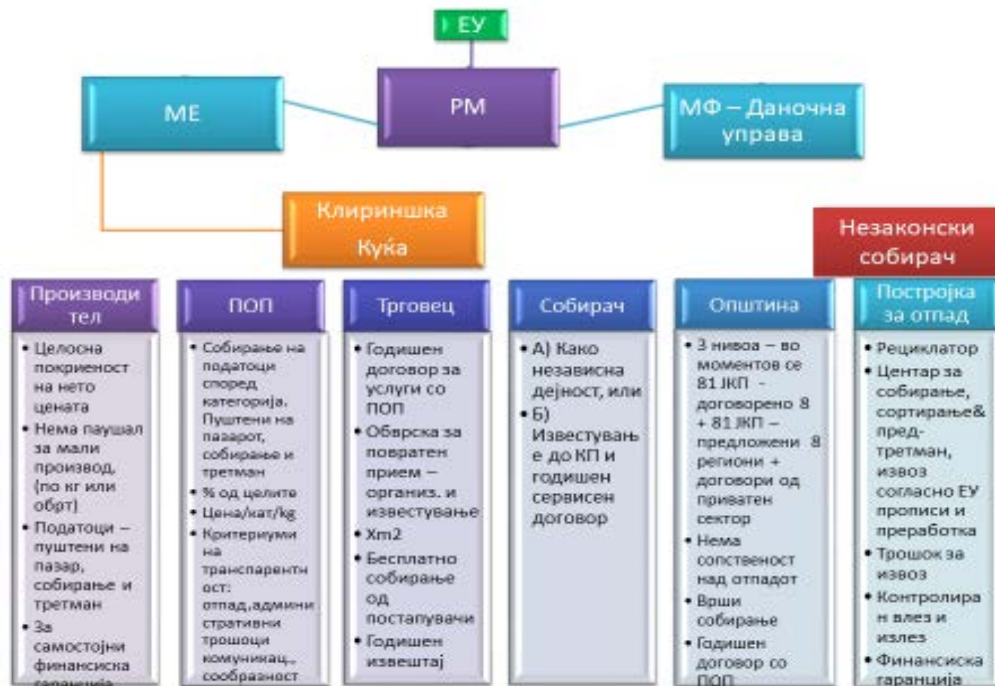 ЕУ
МЕ
РМ
МФ – Даночна
управа
Клириншка
Куќа
Незаконски
собирач
Производи
тел
• Целосна
покриеност
на нето
цената
• Нема паушал
за мали
производ,
(по кг или
обрт)
• Податоци –
пуштени на
пазар,
собирање и
третман
• За
самостојни
финансиска
гаранција
ПОП
• Собирање на
податоци
според
категорија.
Пуштени на
пазарот,
собирање и
третман
• % од целите
• Цена/кат/kg
• Критериуми
на
транспарентн
ост:
отпад,админи
стративни
трошоци
комуникац.,
сообразност
Трговец
• Годишен
договор за
услуги со
ПОП
• Обврска за
повратен
прием –
организ. и
известување
• Xm2
• Бесплатно
собирање
од
постапувачи
• Годишен
извештај
Собирач
• А) Како
независна
дејност, или
• Б)
Известувањ
е до КП и
годишен
сервисен
договор
Општина
• 3 нивоа – во
моментов се
81 ЈКП -
договорено 8
+ 81 ЈКП –
предложени 8
региони +
договори од
приватен
сектор
• Нема
сопственост
над отпадот
• Врши
собирање
• Годишен
договор со
ПОП
Постројка
за отпад
• Рециклатор
• Центар за
собирање,
сортирање&
пред-
третман,
извоз
согласно ЕУ
прописи и
преработка
• Трошок за
извоз
• Контролира
н влез и
излез
• Финансиска
гаранција